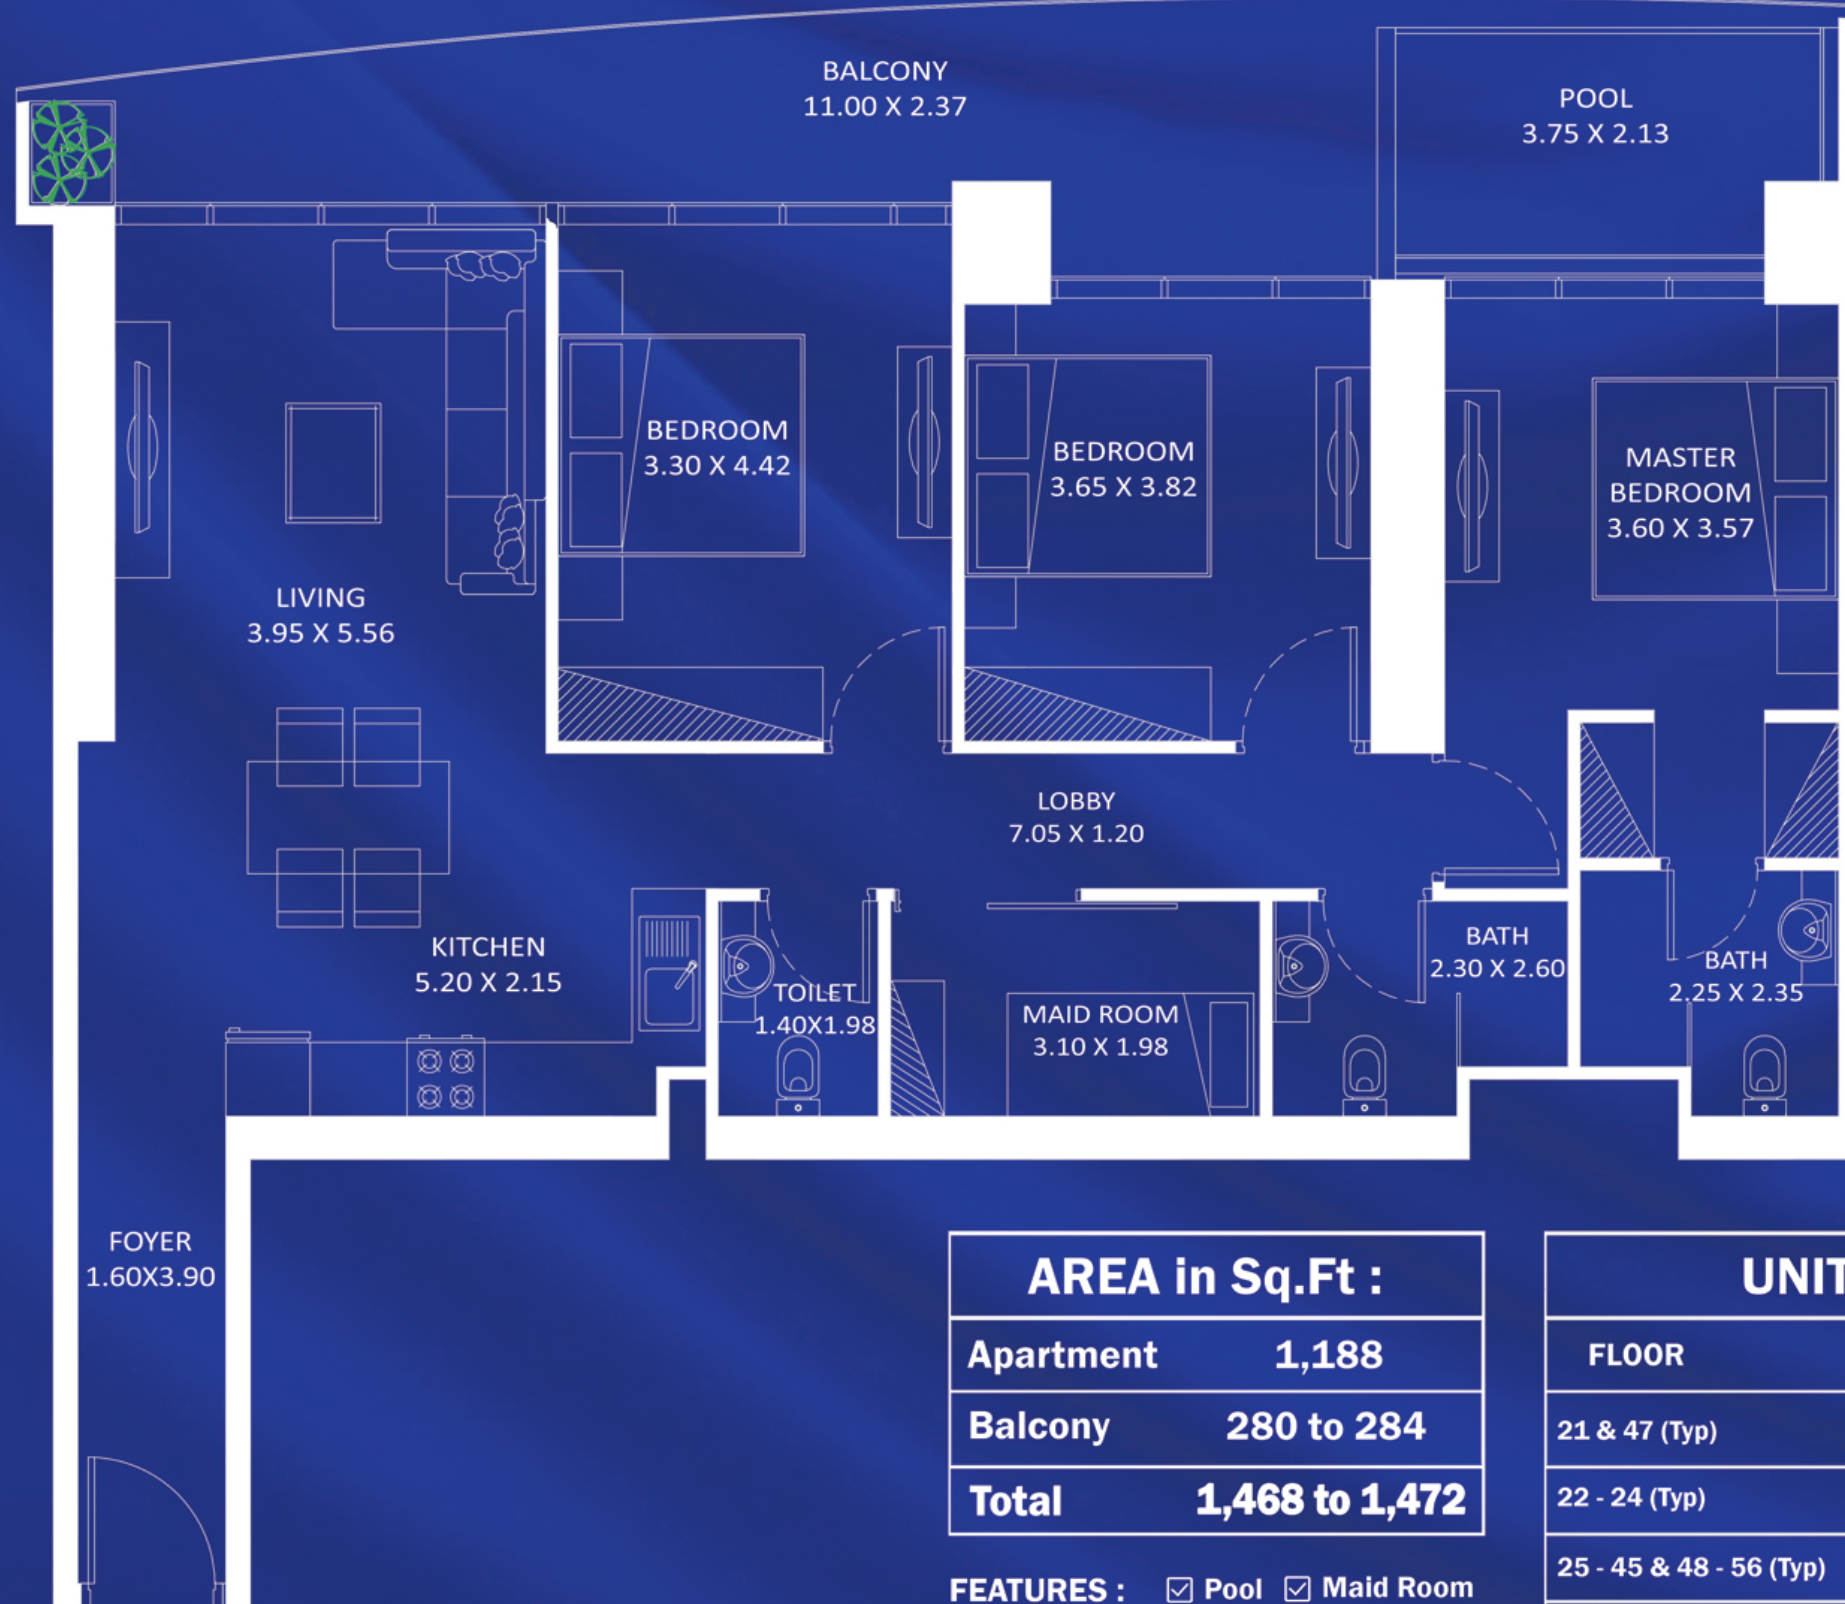 BALCONY
11.00 X 2.37
POOL
3.75 X 2.13
BEDROOM
3.30 X 4.42
BEDROOM
3.65 X 3.82
MASTER
BEDROOM
3.60 X 3.57
LIVING
3.95 X 5.56
LOBBY
7.05 X 1.20
KITCHEN
5.20 X 2.15
TOILET
1.40X1.98
MAID ROOM
3.10 X 1.98
BATH
2.30 X 2.60
BATH
2.25 X 2.35
FOYER
1.60X3.90
AREA in Sq.Ft :
Apartment 1,188
Balcony 280 to 284
Total 1,468 to 1,472
FEATURES : Pool Maid Room
UNIT
FLOOR
21 & 47 (Typ)
22 - 24 (Typ)
25 - 45 & 48 - 56 (Typ)